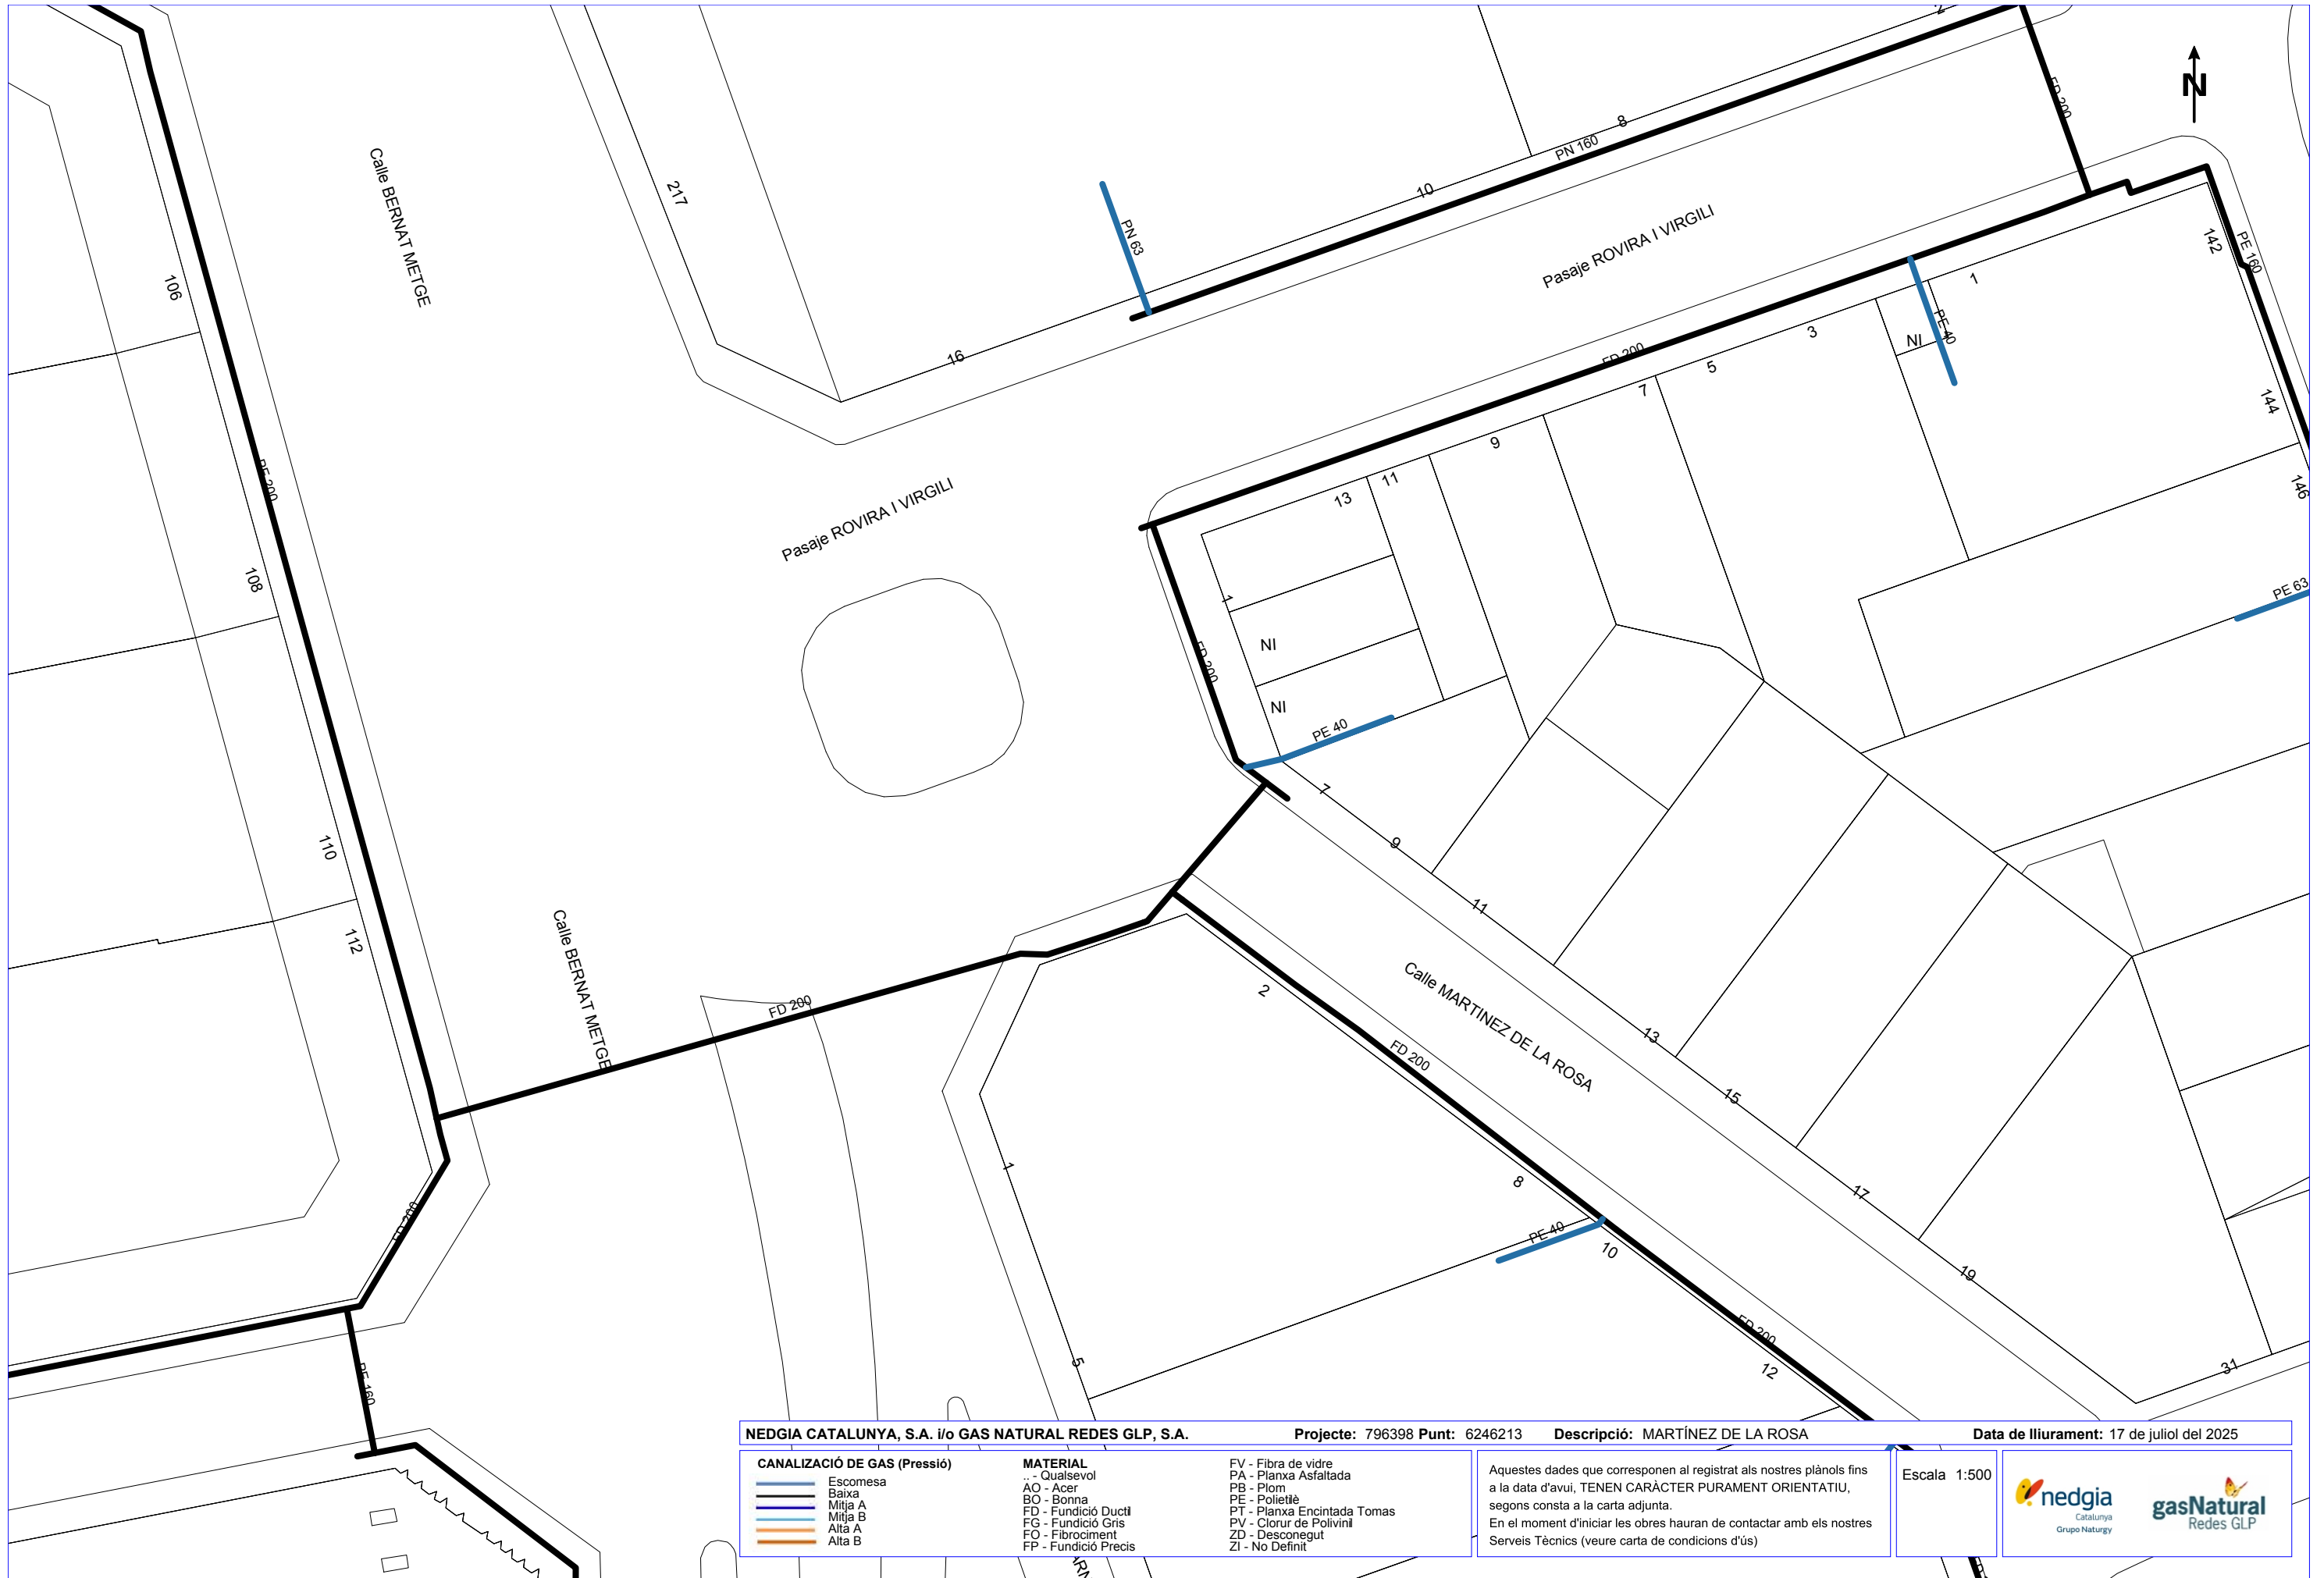 2
N
FD 200
Calle BERNAT METGE
217
8
PN 160
10
PN 63
Pasaje ROVIRA I VIRGILI
142
PE 160
106
1
PE 40
NI
3
16
FD 200
5
7
144
9
11
13
146
PE 200
Pasaje ROVIRA I VIRGILI
108
1
PE 63
NI
FD 200
NI
PE 40
7
110
9
11
112
Calle BERNAT METGE
FD 200
2
Calle MARTINEZ DE LA ROSA
13
FD 200
15
1
8
17
FD 200
PE 40
10
19
FD 200
5
12
31
PE 160
NEDGIA CATALUNYA, S.A. i/o GAS NATURAL REDES GLP, S.A. Projecte: 796398 Punt: 6246213 Descripció: MARTÍNEZ DE LA ROSA Data de lliurament: 17 de juliol del 2025
CANALIZACIÓ DE GAS (Pressió)
Escomesa
Baixa
Mitja A
Mitja B
Alta A
Alta B
MATERIAL
.. - Qualsevol
AO - Acer
BO - Bonna
FD - Fundició Ductil
FG - Fundició Gris
FO - Fibrociment
FP - Fundició Precis
FV - Fibra de vidre
PA - Planxa Asfaltada
PB - Plom
PE - Polietilè
PT - Planxa Encintada Tomas
PV - Clorur de Polivinil
ZD - Desconegut
ZI - No Definit
Aquestes dades que corresponen al registrat als nostres plànols fins
a la data d'avui, TENEN CARÀCTER PURAMENT ORIENTATIU,
segons consta a la carta adjunta.
En el moment d'iniciar les obres hauran de contactar amb els nostres
Serveis Tècnics (veure carta de condicions d'ús)
Escala 1:500
nedgia
Catalunya
Grupo Naturgy
gasNatural
Redes GLP